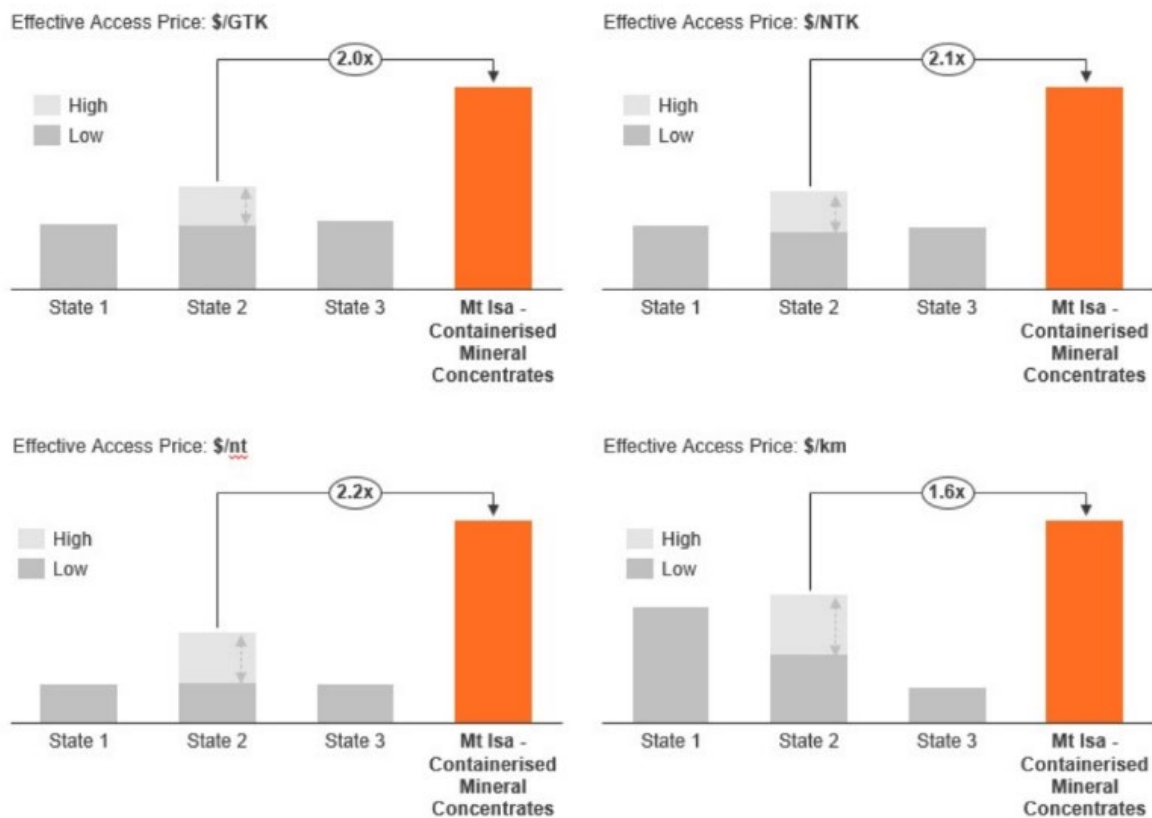 Effective Access Price: $/GTK
2.0x
High
Low
State 1
State 2
State 3
Mt Isa -
Containerised
Mineral
Concentrates
Effective Access Price: $/NTK
2.1x
High
Low
State 1
State 2
State 3
Mt Isa -
Containerised
Mineral
Concentrates
Effective Access Price: $/nt
2.2x
High
Low
State 1
State 2
State 3
Mt Isa -
Containerised
Mineral
Concentrates
Effective Access Price: $/km
1.6x
High
Low
State 1
State 2
State 3
Mt Isa -
Containerised
Mineral
Concentrates